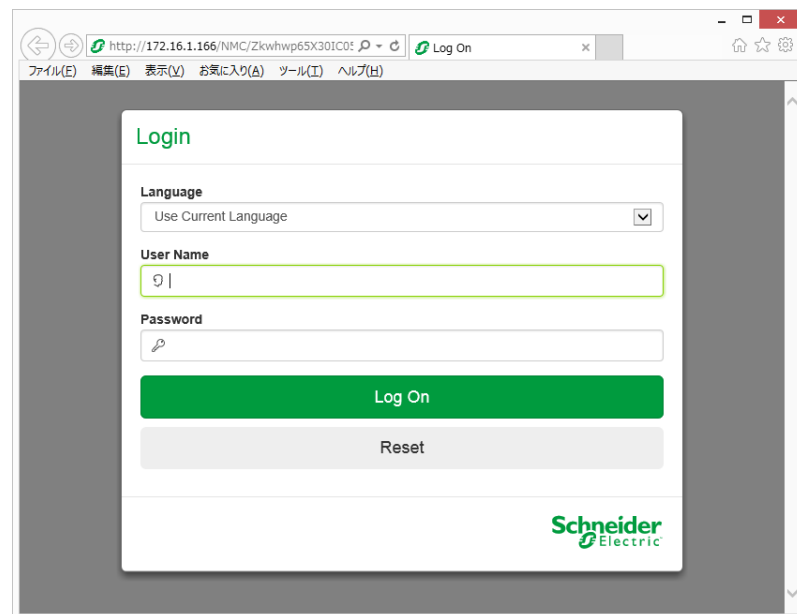 http://172.16.1.166/NMC/Zkwhwp65X30IC05 Log On
ファイル(F) 編集(E) 表示(V) お気に入り(A) ツール(T) ヘルプ(H)
Login
Language
Use Current Language
User Name
Password
Log On
Reset
Schneider
Electric